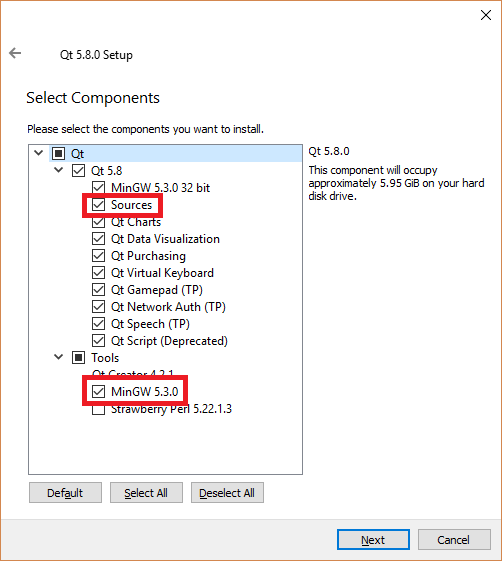 Qt 5.8.0 Setup
Select Components
Please select the components you want to install.
Qt
Qt 5.8
MinGW 5.3.0 32 bit
Sources
Qt Charts
Qt Data Visualization
Qt Purchasing
Qt Virtual Keyboard
Qt Gamepad (TP)
Qt Network Auth (TP)
Qt Speech (TP)
Qt Script (Deprecated)
Tools
Qt Creator 4.2.1
MinGW 5.3.0
Strawberry Perl 5.22.1.3
Qt 5.8.0
This component will occupy
approximately 5.95 GiB on your hard
disk drive.
Default Select All Deselect All
Next Cancel